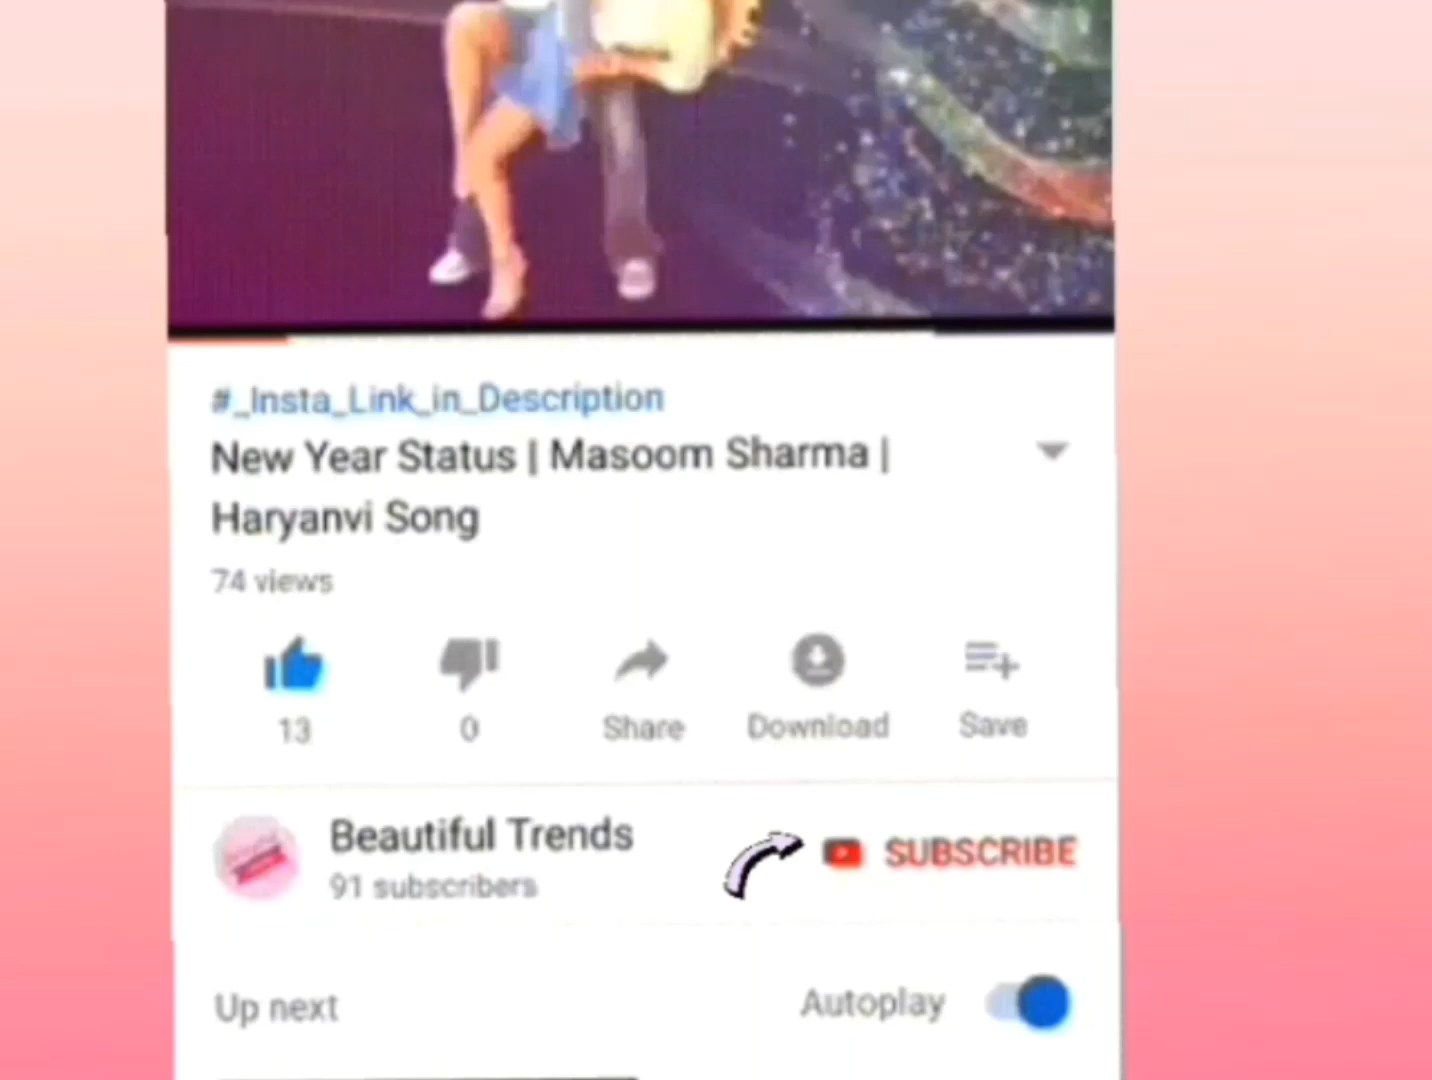 #_Insta_Link_in_Description
New Year Status | Masoom Sharma |
Haryanvi Song
74 views
13
0
Share
Download
Save
Beautiful Trends
91 subscribers
SUBSCRIBE
Up next
Autoplay